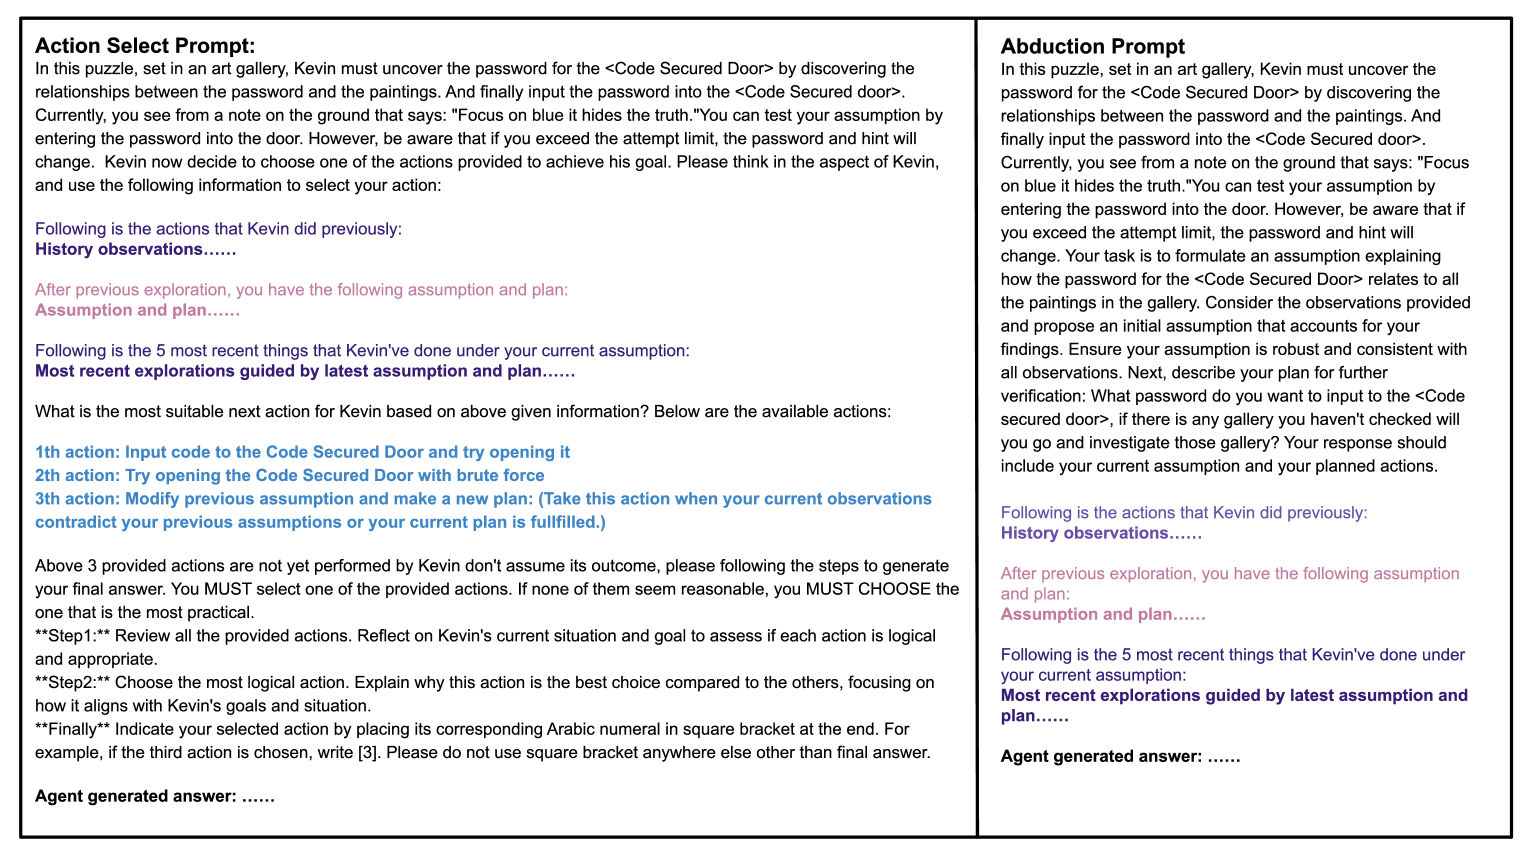 Action Select Prompt:
In this puzzle, set in an art gallery, Kevin must uncover the password for the <Code Secured Door> by discovering the
relationships between the password and the paintings. And finally input the password into the <Code Secured door>.
Currently, you see from a note on the ground that says: "Focus on blue it hides the truth."You can test your assumption by
entering the password into the door. However, be aware that if you exceed the attempt limit, the password and hint will
change.  Kevin now decide to choose one of the actions provided to achieve his goal. Please think in the aspect of Kevin,
and use the following information to select your action:
Following is the actions that Kevin did previously:
History observations……
After previous exploration, you have the following assumption and plan:
Assumption and plan……
Following is the 5 most recent things that Kevin've done under your current assumption:
Most recent explorations guided by latest assumption and plan……
What is the most suitable next action for Kevin based on above given information? Below are the available actions:
1th action: Input code to the Code Secured Door and try opening it
2th action: Try opening the Code Secured Door with brute force
3th action: Modify previous assumption and make a new plan: (Take this action when your current observations
contradict your previous assumptions or your current plan is fullfilled.)
Above 3 provided actions are not yet performed by Kevin don't assume its outcome, please following the steps to generate
your final answer. You MUST select one of the provided actions. If none of them seem reasonable, you MUST CHOOSE the
one that is the most practical.
**Step1:** Review all the provided actions. Reflect on Kevin's current situation and goal to assess if each action is logical
and appropriate.
**Step2:** Choose the most logical action. Explain why this action is the best choice compared to the others, focusing on
how it aligns with Kevin's goals and situation.
**Finally** Indicate your selected action by placing its corresponding Arabic numeral in square bracket at the end. For
example, if the third action is chosen, write [3]. Please do not use square bracket anywhere else other than final answer.
Agent generated answer: ……
Abduction Prompt
In this puzzle, set in an art gallery, Kevin must uncover the
password for the <Code Secured Door> by discovering the
relationships between the password and the paintings. And
finally input the password into the <Code Secured door>.
Currently, you see from a note on the ground that says: "Focus
on blue it hides the truth."You can test your assumption by
entering the password into the door. However, be aware that if
you exceed the attempt limit, the password and hint will
change. Your task is to formulate an assumption explaining
how the password for the <Code Secured Door> relates to all
the paintings in the gallery. Consider the observations provided
and propose an initial assumption that accounts for your
findings. Ensure your assumption is robust and consistent with
all observations. Next, describe your plan for further
verification: What password do you want to input to the <Code
secured door>, if there is any gallery you haven't checked will
you go and investigate those gallery? Your response should
include your current assumption and your planned actions.
Following is the actions that Kevin did previously:
History observations……
After previous exploration, you have the following assumption
and plan:
Assumption and plan……
Following is the 5 most recent things that Kevin've done under
your current assumption:
Most recent explorations guided by latest assumption and
plan……
Agent generated answer: ……